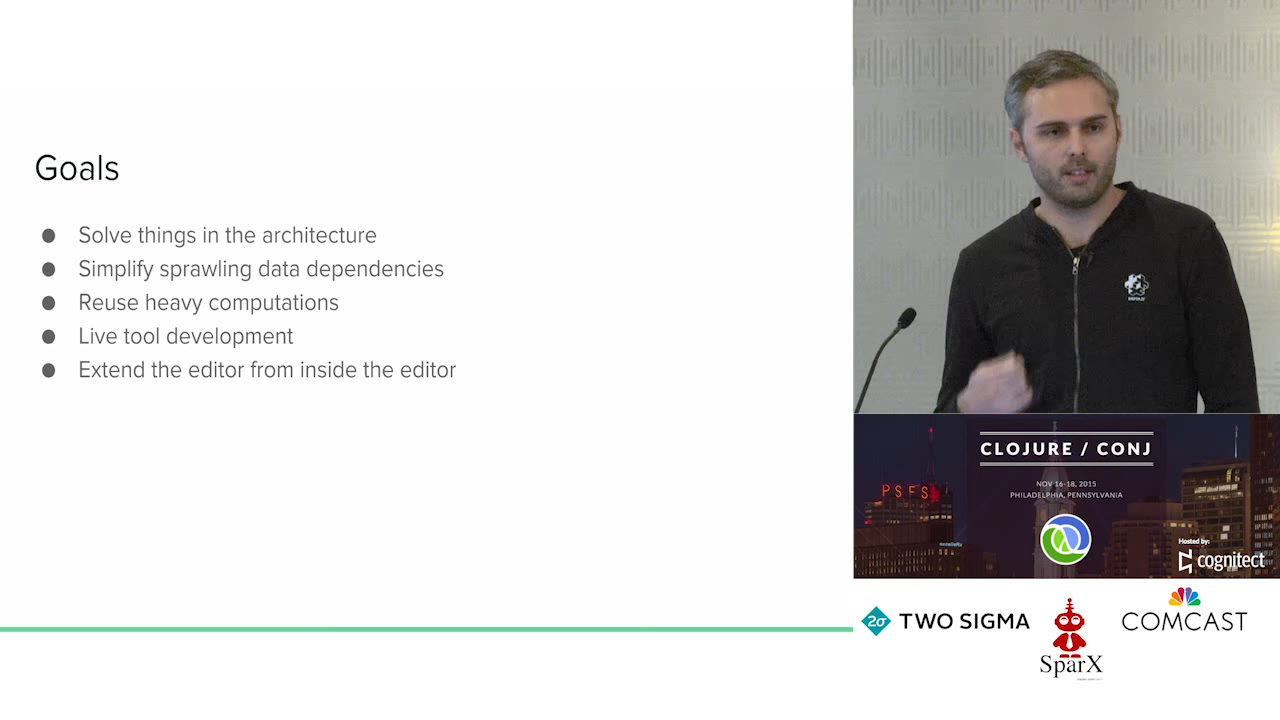 Goals
Solve things in the architecture
Simplify sprawling data dependencies
Reuse heavy computations
Live tool development
Extend the editor from inside the editor
CLOJURE / CONJ
NOV 16-18, 2015
PHILADELPHIA, PENNSYLVANIA
PSFS
Hosted by:
cognitect
2σ TWO SIGMA
SparX
COMCAST